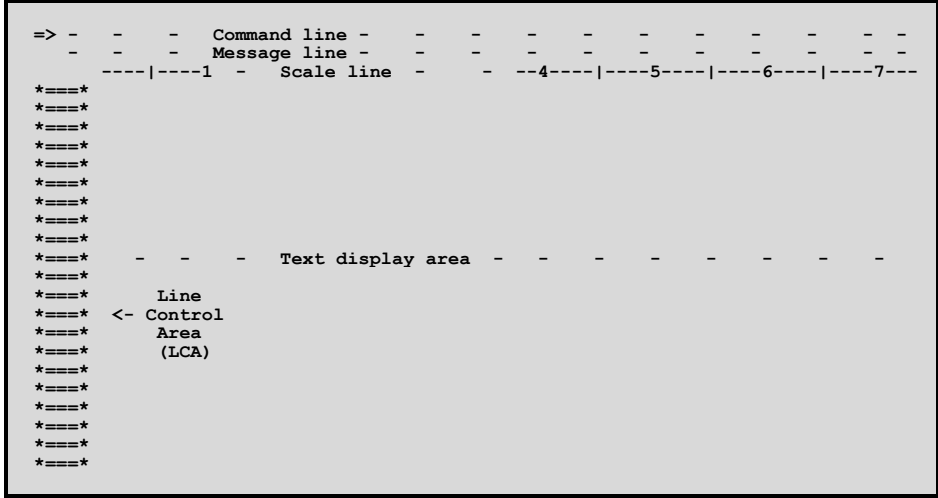 => -   -   -  Command line -   -   -   -   -   -   -   -   -   - -
   -   -   -  Message line -   -   -   -   -   -   -   -   -   - -
     ----|----1  -  Scale line  -   -  --4----|----5----|----6----|----7---
*===*
*===*
*===*
*===*
*===*
*===*
*===*
*===*
*===*
*===*   -   -   -  Text display area  -  -   -   -   -   -   -   -
*===*
*===*     Line
*===*  <- Control
*===*     Area
*===*     (LCA)
*===*
*===*
*===*
*===*
*===*
*===*